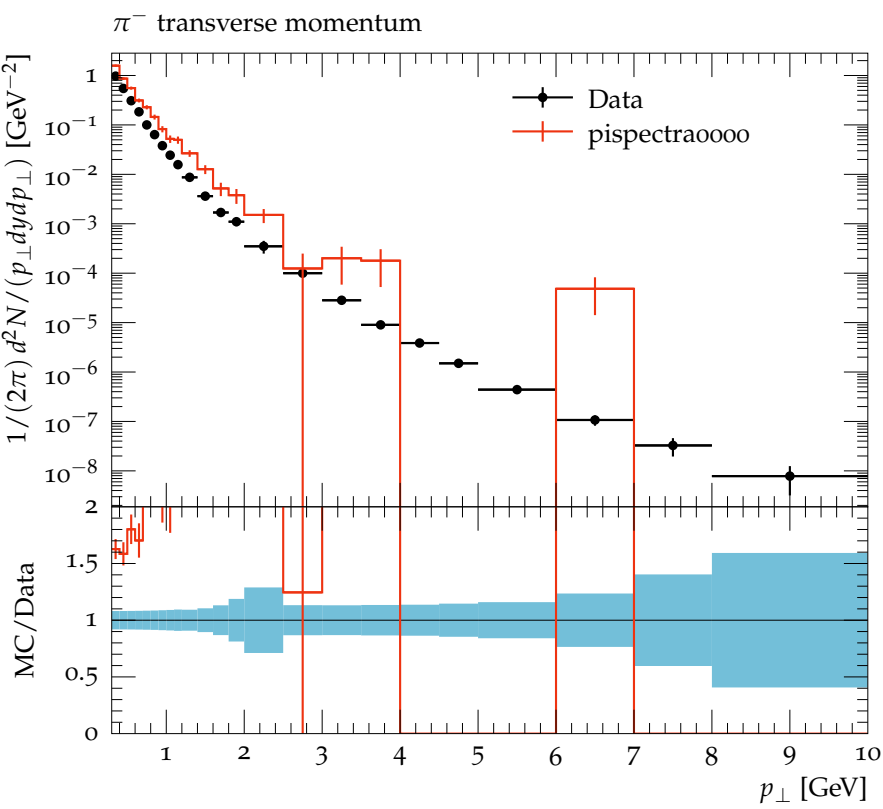 π⁻ transverse momentum
1/(2π) d²N/(p⊥dydp⊥) [GeV⁻²]
1
10⁻¹
10⁻²
10⁻³
10⁻⁴
10⁻⁵
10⁻⁶
10⁻⁷
10⁻⁸
Data
pispectra0000
MC/Data
2
1.5
1
0.5
0
1 2 3 4 5 6 7 8 9 10
p⊥ [GeV]